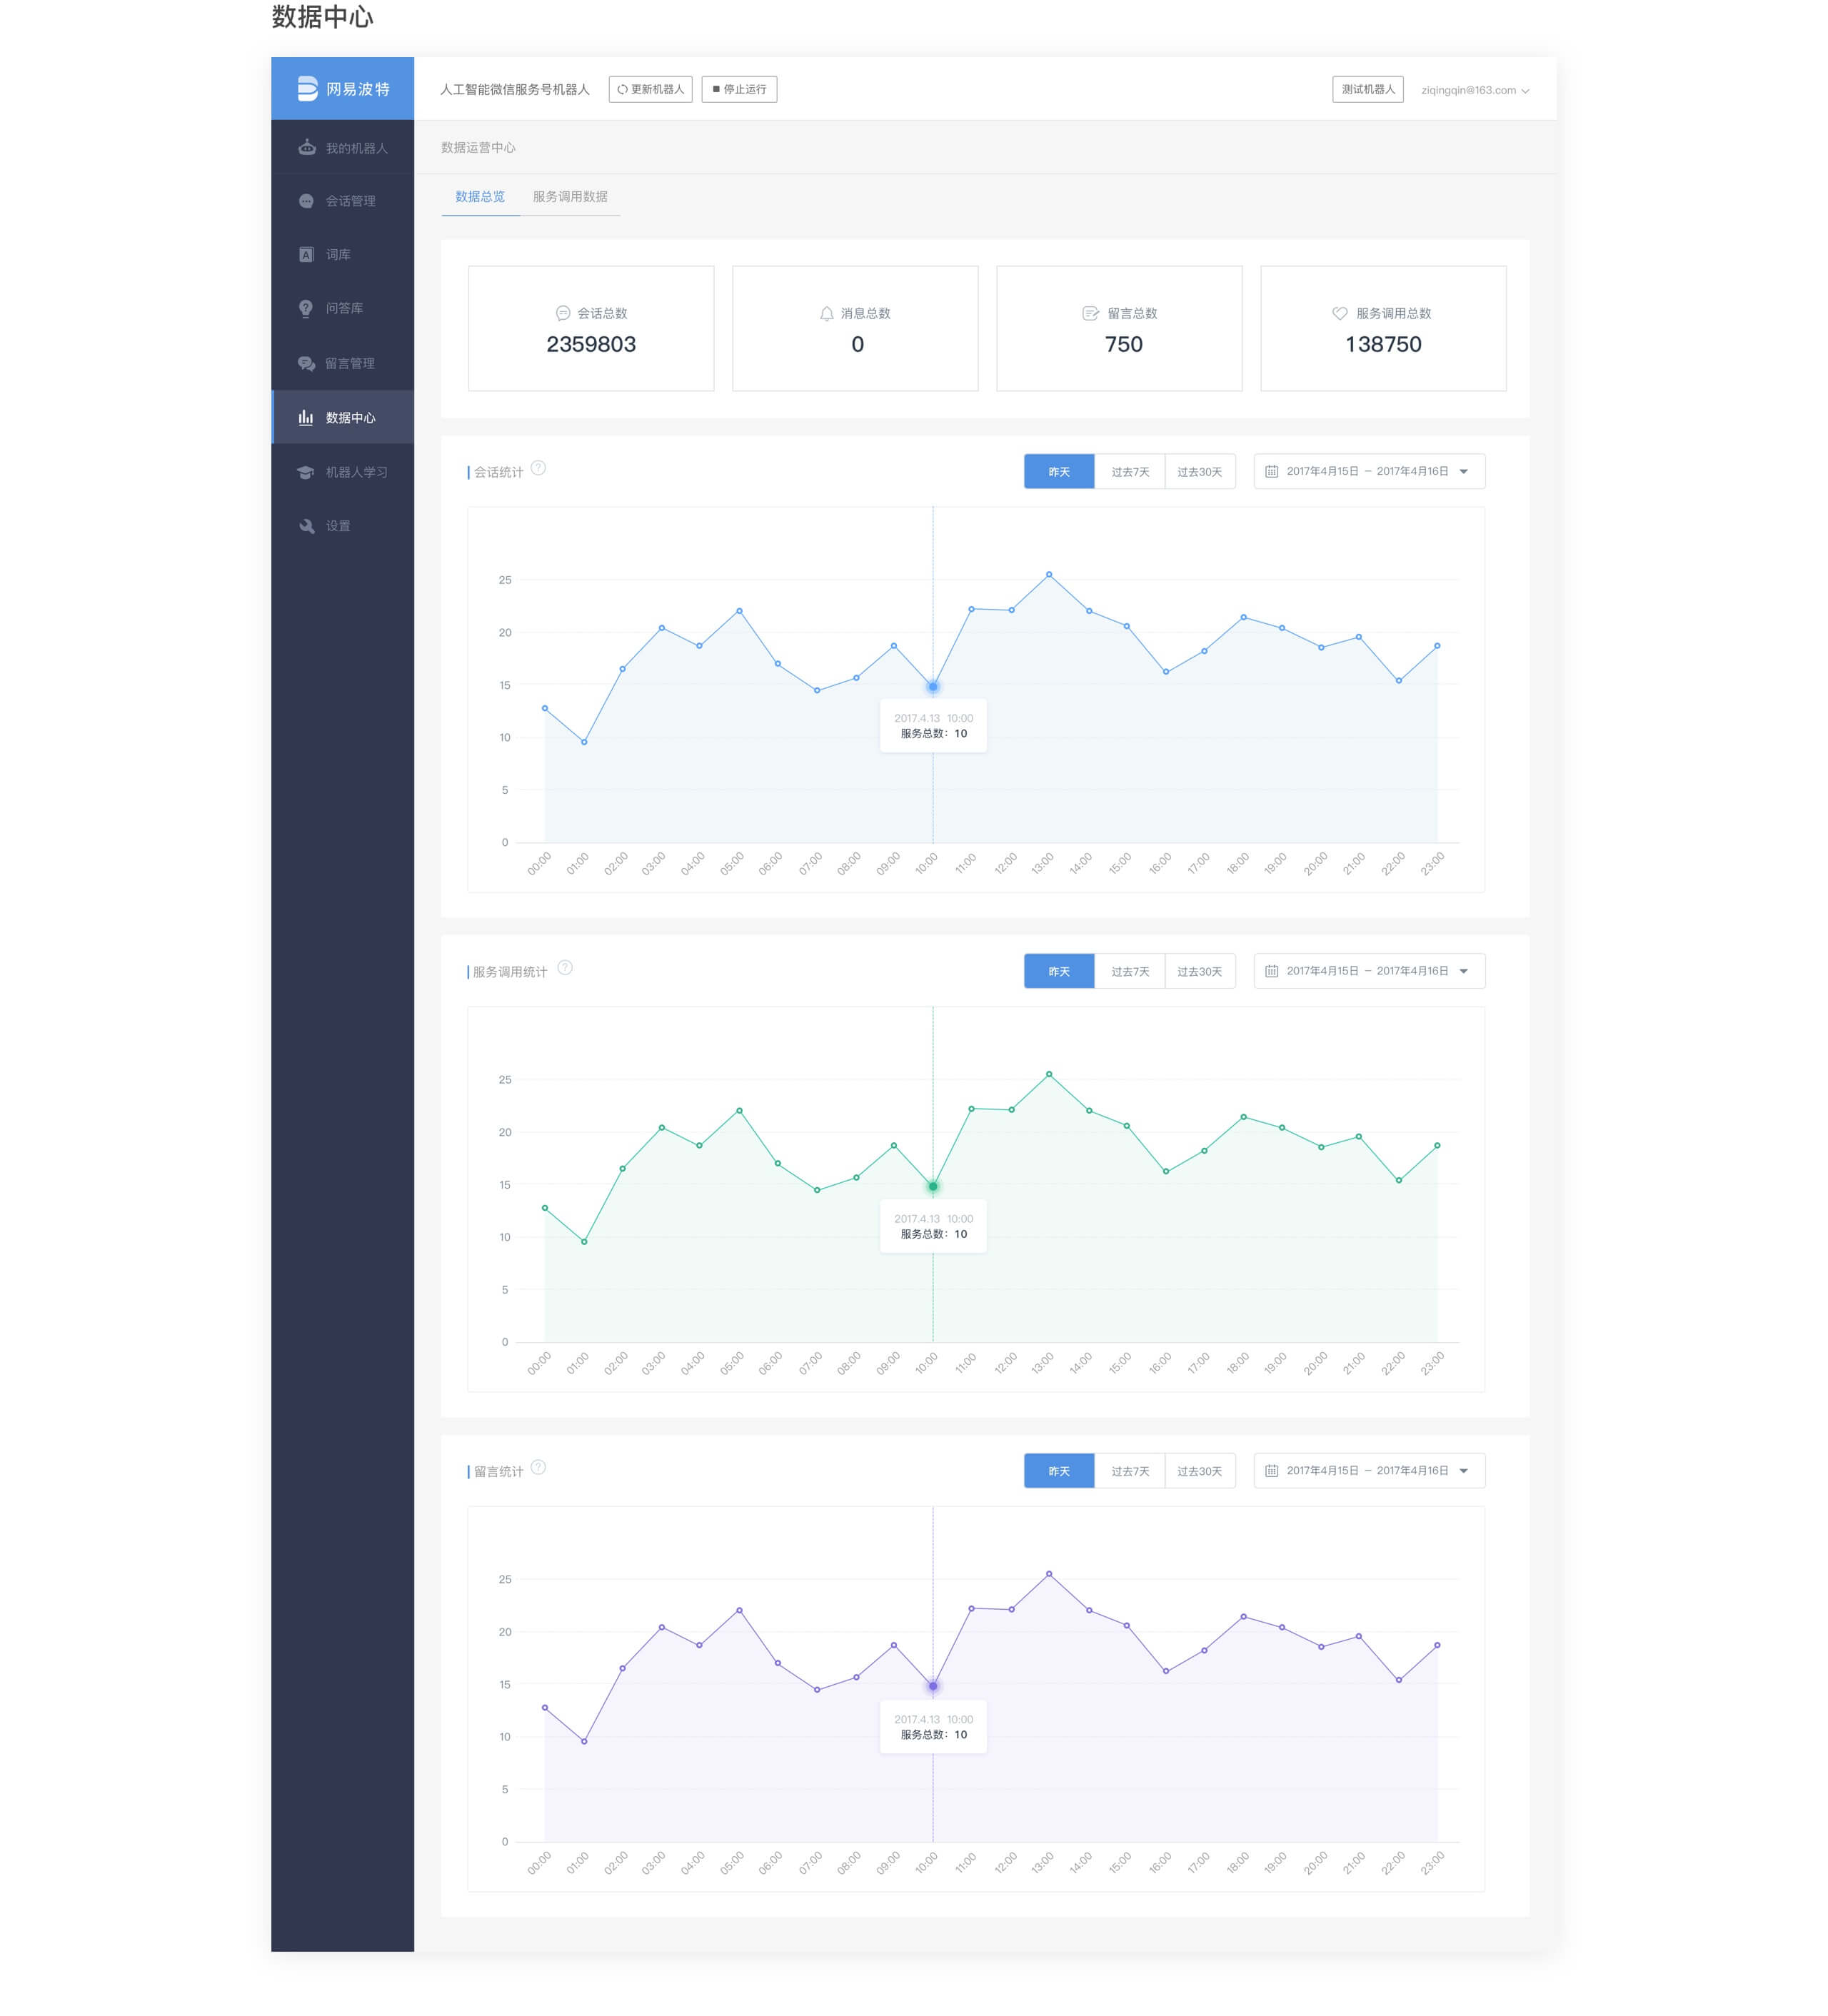 数据中心
网易波特
人工智能微信服务号机器人 更新机器人 停止运行 测试机器人 ziqingqin@163.com
我的机器人
会话管理
词库
问答库
留言管理
数据中心
机器人学习
设置
数据运营中心
数据总览 服务调用数据
会话总数 消息总数 留言总数 服务调用总数
2359803 0 750 138750
会话统计 ? 昨天 过去7天 过去30天 2017年4月15日 － 2017年4月16日
25
20
15
10
5
0
2017.4.13 10:00
服务总数：10
00:00 01:00 02:00 03:00 04:00 05:00 06:00 07:00 08:00 09:00 10:00 11:00 12:00 13:00 14:00 15:00 16:00 17:00 18:00 19:00 20:00 21:00 22:00 23:00
服务调用统计 ? 昨天 过去7天 过去30天 2017年4月15日 － 2017年4月16日
25
20
15
10
5
0
2017.4.13 10:00
服务总数：10
00:00 01:00 02:00 03:00 04:00 05:00 06:00 07:00 08:00 09:00 10:00 11:00 12:00 13:00 14:00 15:00 16:00 17:00 18:00 19:00 20:00 21:00 22:00 23:00
留言统计 ? 昨天 过去7天 过去30天 2017年4月15日 － 2017年4月16日
25
20
15
10
5
0
2017.4.13 10:00
服务总数：10
00:00 01:00 02:00 03:00 04:00 05:00 06:00 07:00 08:00 09:00 10:00 11:00 12:00 13:00 14:00 15:00 16:00 17:00 18:00 19:00 20:00 21:00 22:00 23:00